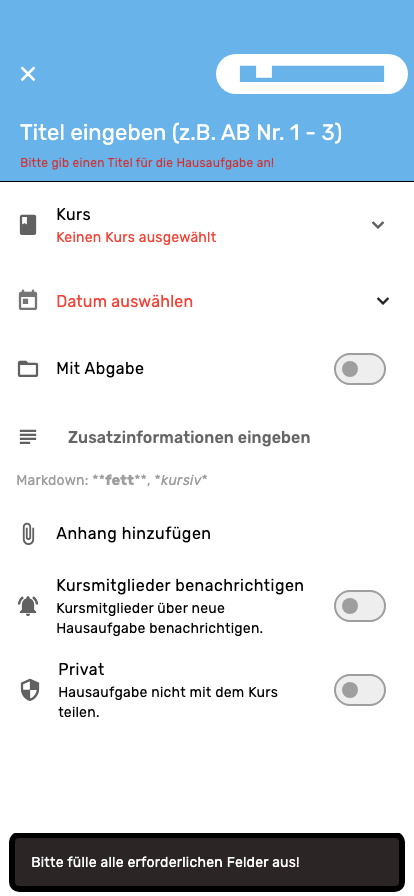 Titel eingeben (z.B. AB Nr. 1 - 3)
Bitte gib einen Titel für die Hausaufgabe an!
Kurs
Keinen Kurs ausgewählt
Datum auswählen
Mit Abgabe
Zusatzinformationen eingeben
Markdown: **fett**, *kursiv*
Anhang hinzufügen
Kursmitglieder benachrichtigen
Kursmitglieder über neue
Hausaufgabe benachrichtigen.
Privat
Hausaufgabe nicht mit dem Kurs
teilen.
Bitte fülle alle erforderlichen Felder aus!